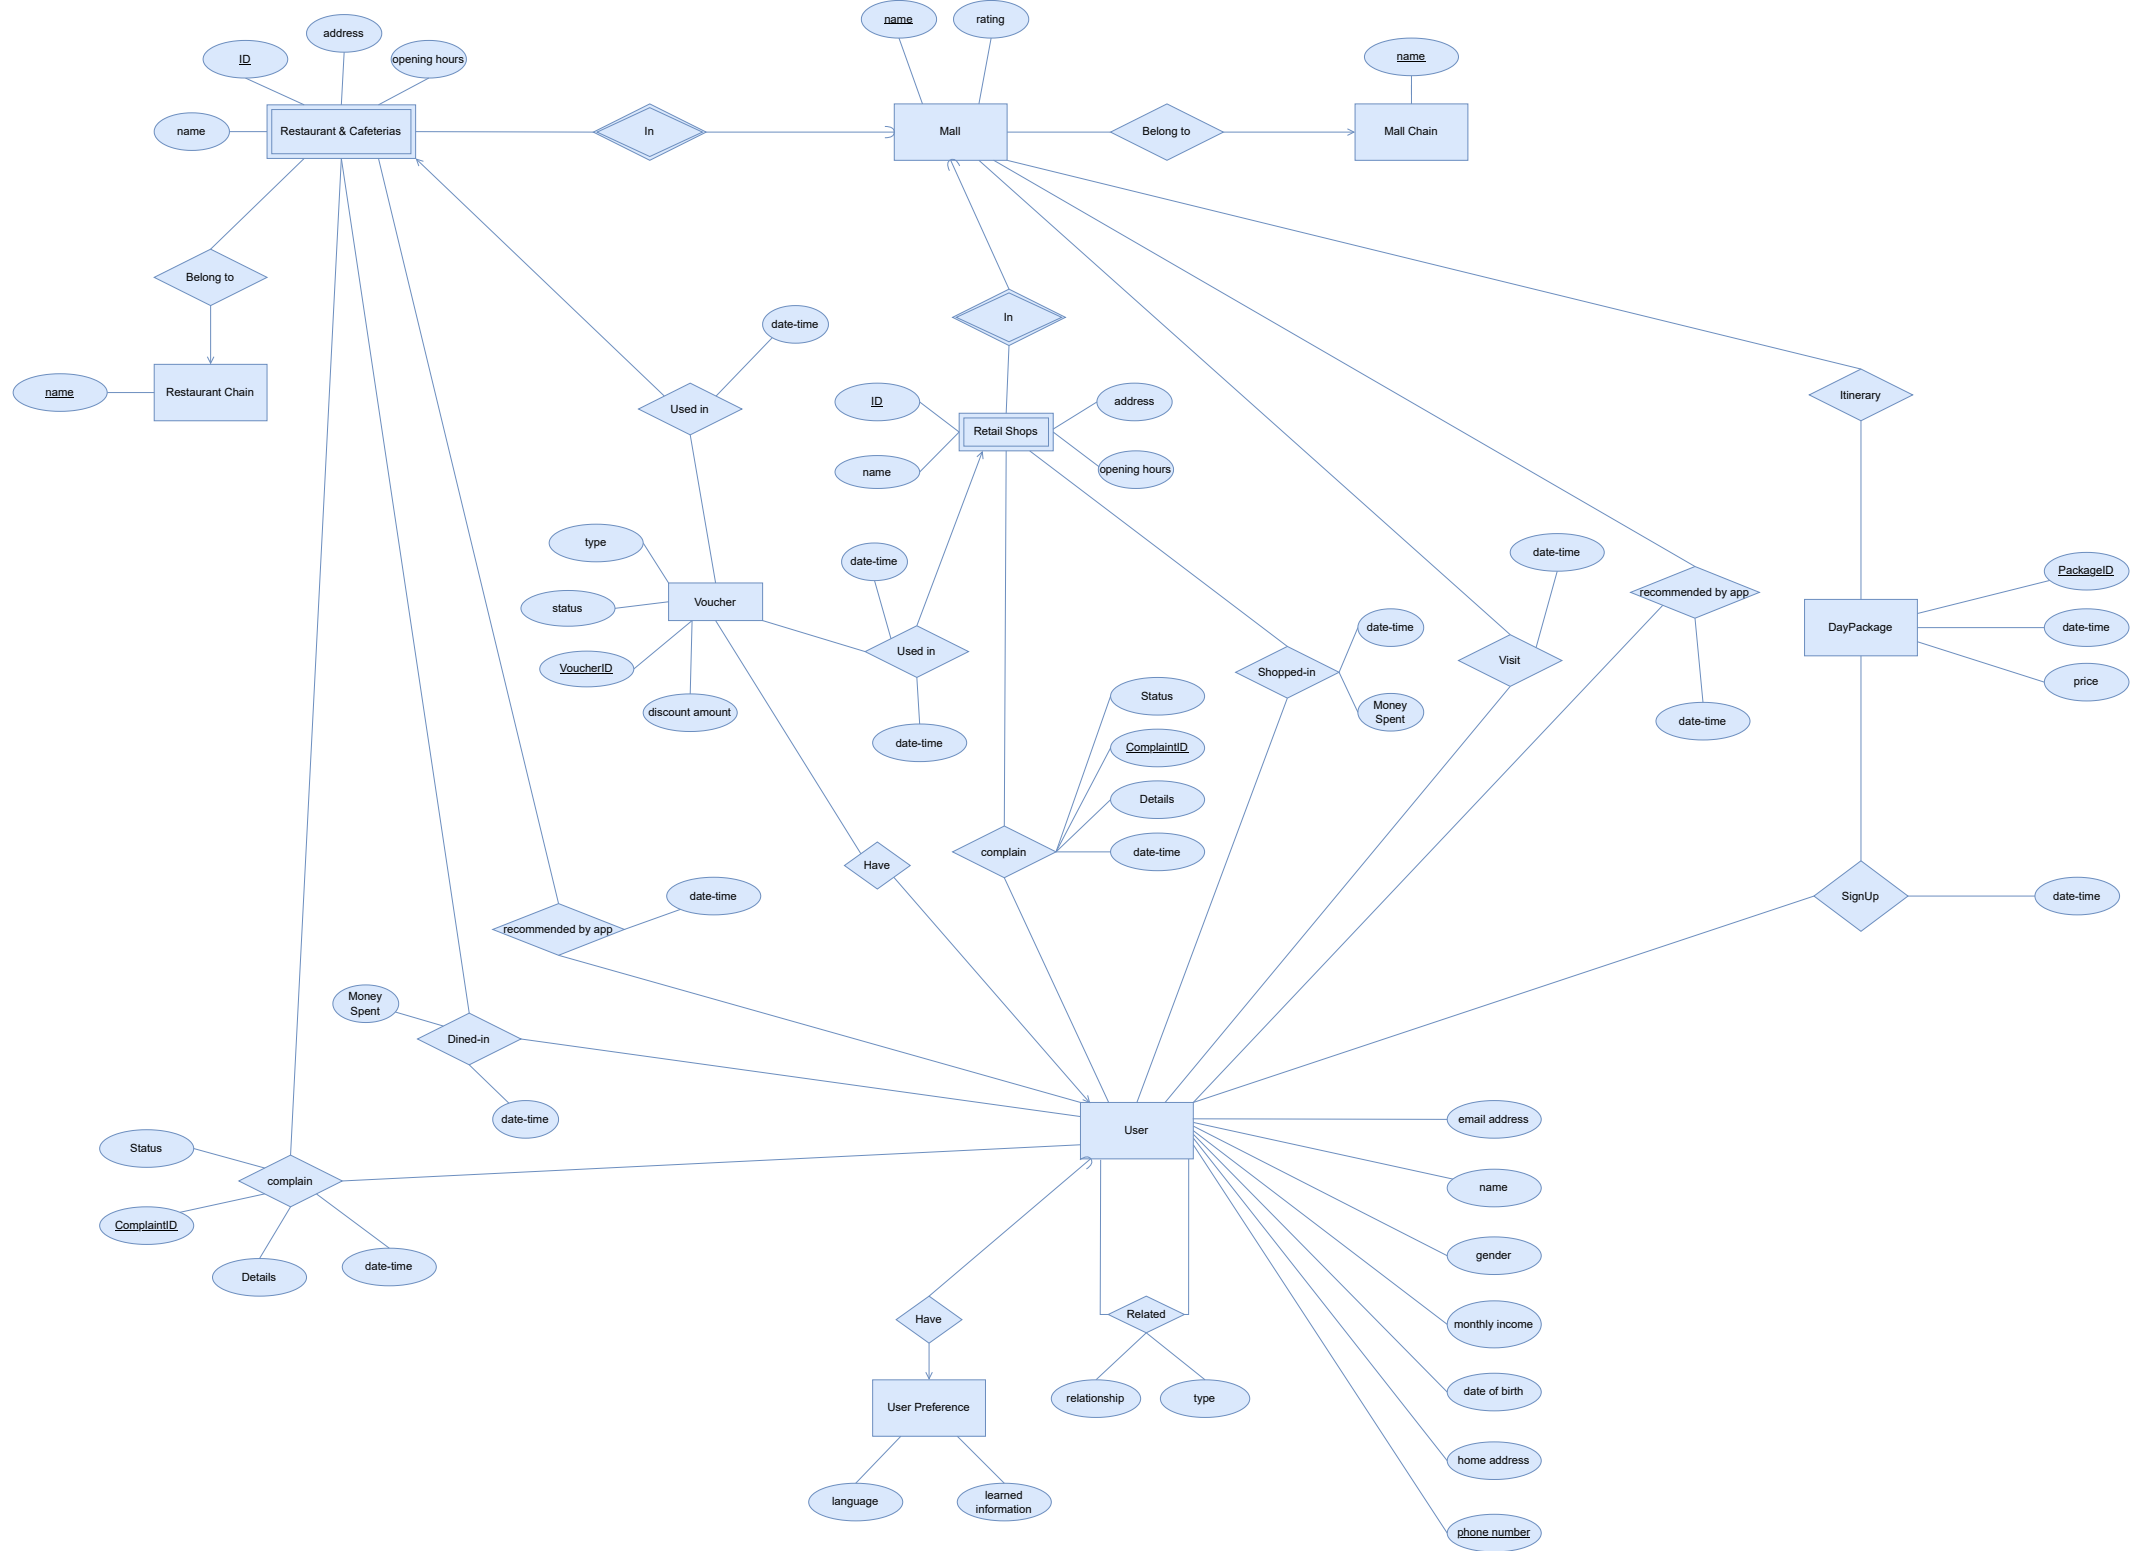 name
rating
address
name
ID
opening hours
Restaurant & Cafeterias
In
Mall
Belong to
Mall Chain
name
Belong to
date-time
Restaurant Chain
name
Used in
Itinerary
ID
address
Retail Shops
name
opening hours
type
date-time
date-time
PackageID
recommended by app
Voucher
status
DayPackage
date-time
date-time
Used in
Visit
VoucherID
Shopped-in
price
Status
discount amount
Money
Spent
date-time
date-time
ComplaintID
Details
complain
date-time
Have
date-time
SignUp
date-time
recommended by app
Money
Spent
Dined-in
date-time
User
email address
Status
complain
name
ComplaintID
gender
date-time
Details
Related
Have
monthly income
relationship
type
date of birth
User Preference
home address
language
learned
information
phone number